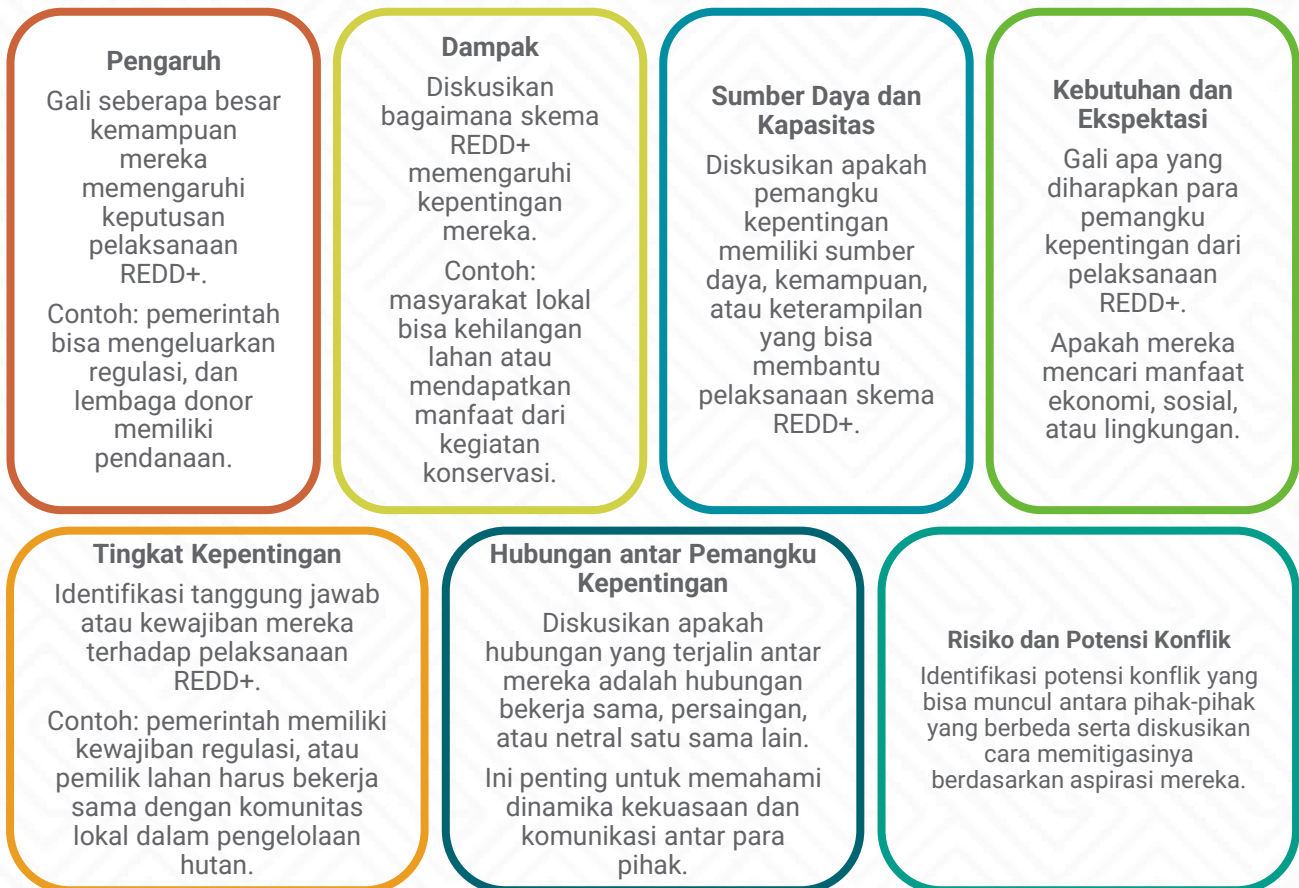 Pengaruh
Gali seberapa besar
kemampuan
mereka
memengaruhi
keputusan
pelaksanaan
REDD+.
Contoh: pemerintah
bisa mengeluarkan
regulasi, dan
lembaga donor
memiliki
pendanaan.
Dampak
Diskusikan
bagaimana skema
REDD+
memengaruhi
kepentingan
mereka.
Contoh:
masyarakat lokal
bisa kehilangan
lahan atau
mendapatkan
manfaat dari
kegiatan
konservasi.
Sumber Daya dan
Kapasitas
Diskusikan apakah
pemangku
kepentingan
memiliki sumber
daya, kemampuan,
atau keterampilan
yang bisa
membantu
pelaksanaan skema
REDD+.
Kebutuhan dan
Ekspektasi
Gali apa yang
diharapkan para
pemangku
kepentingan dari
pelaksanaan
REDD+.
Apakah mereka
mencari manfaat
ekonomi, sosial,
atau lingkungan.
Tingkat Kepentingan
Identifikasi tanggung jawab
atau kewajiban mereka
terhadap pelaksanaan
REDD+.
Contoh: pemerintah memiliki
kewajiban regulasi, atau
pemilik lahan harus bekerja
sama dengan komunitas
lokal dalam pengelolaan
hutan.
Hubungan antar Pemangku
Kepentingan
Diskusikan apakah
hubungan yang terjalin antar
mereka adalah hubungan
bekerja sama, persaingan,
atau netral satu sama lain.
Ini penting untuk memahami
dinamika kekuasaan dan
komunikasi antar para
pihak.
Risiko dan Potensi Konflik
Identifikasi potensi konflik yang
bisa muncul antara pihak-pihak
yang berbeda serta diskusikan
cara memitigasinya
berdasarkan aspirasi mereka.